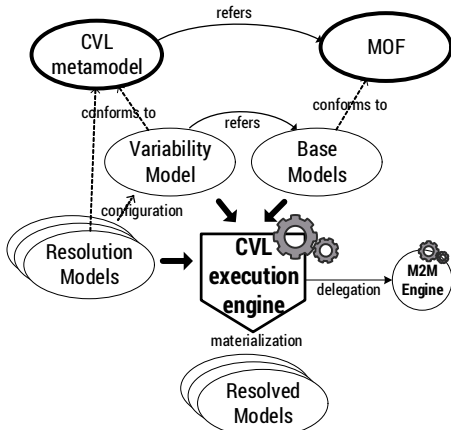 refers
CVL
metamodel
MOF
conforms to
conforms to
refers
Variability
Model
Base
Models
configuration
Resolution
Models
CVL
execution
engine
delegation
M2M
Engine
materialization
Resolved
Models